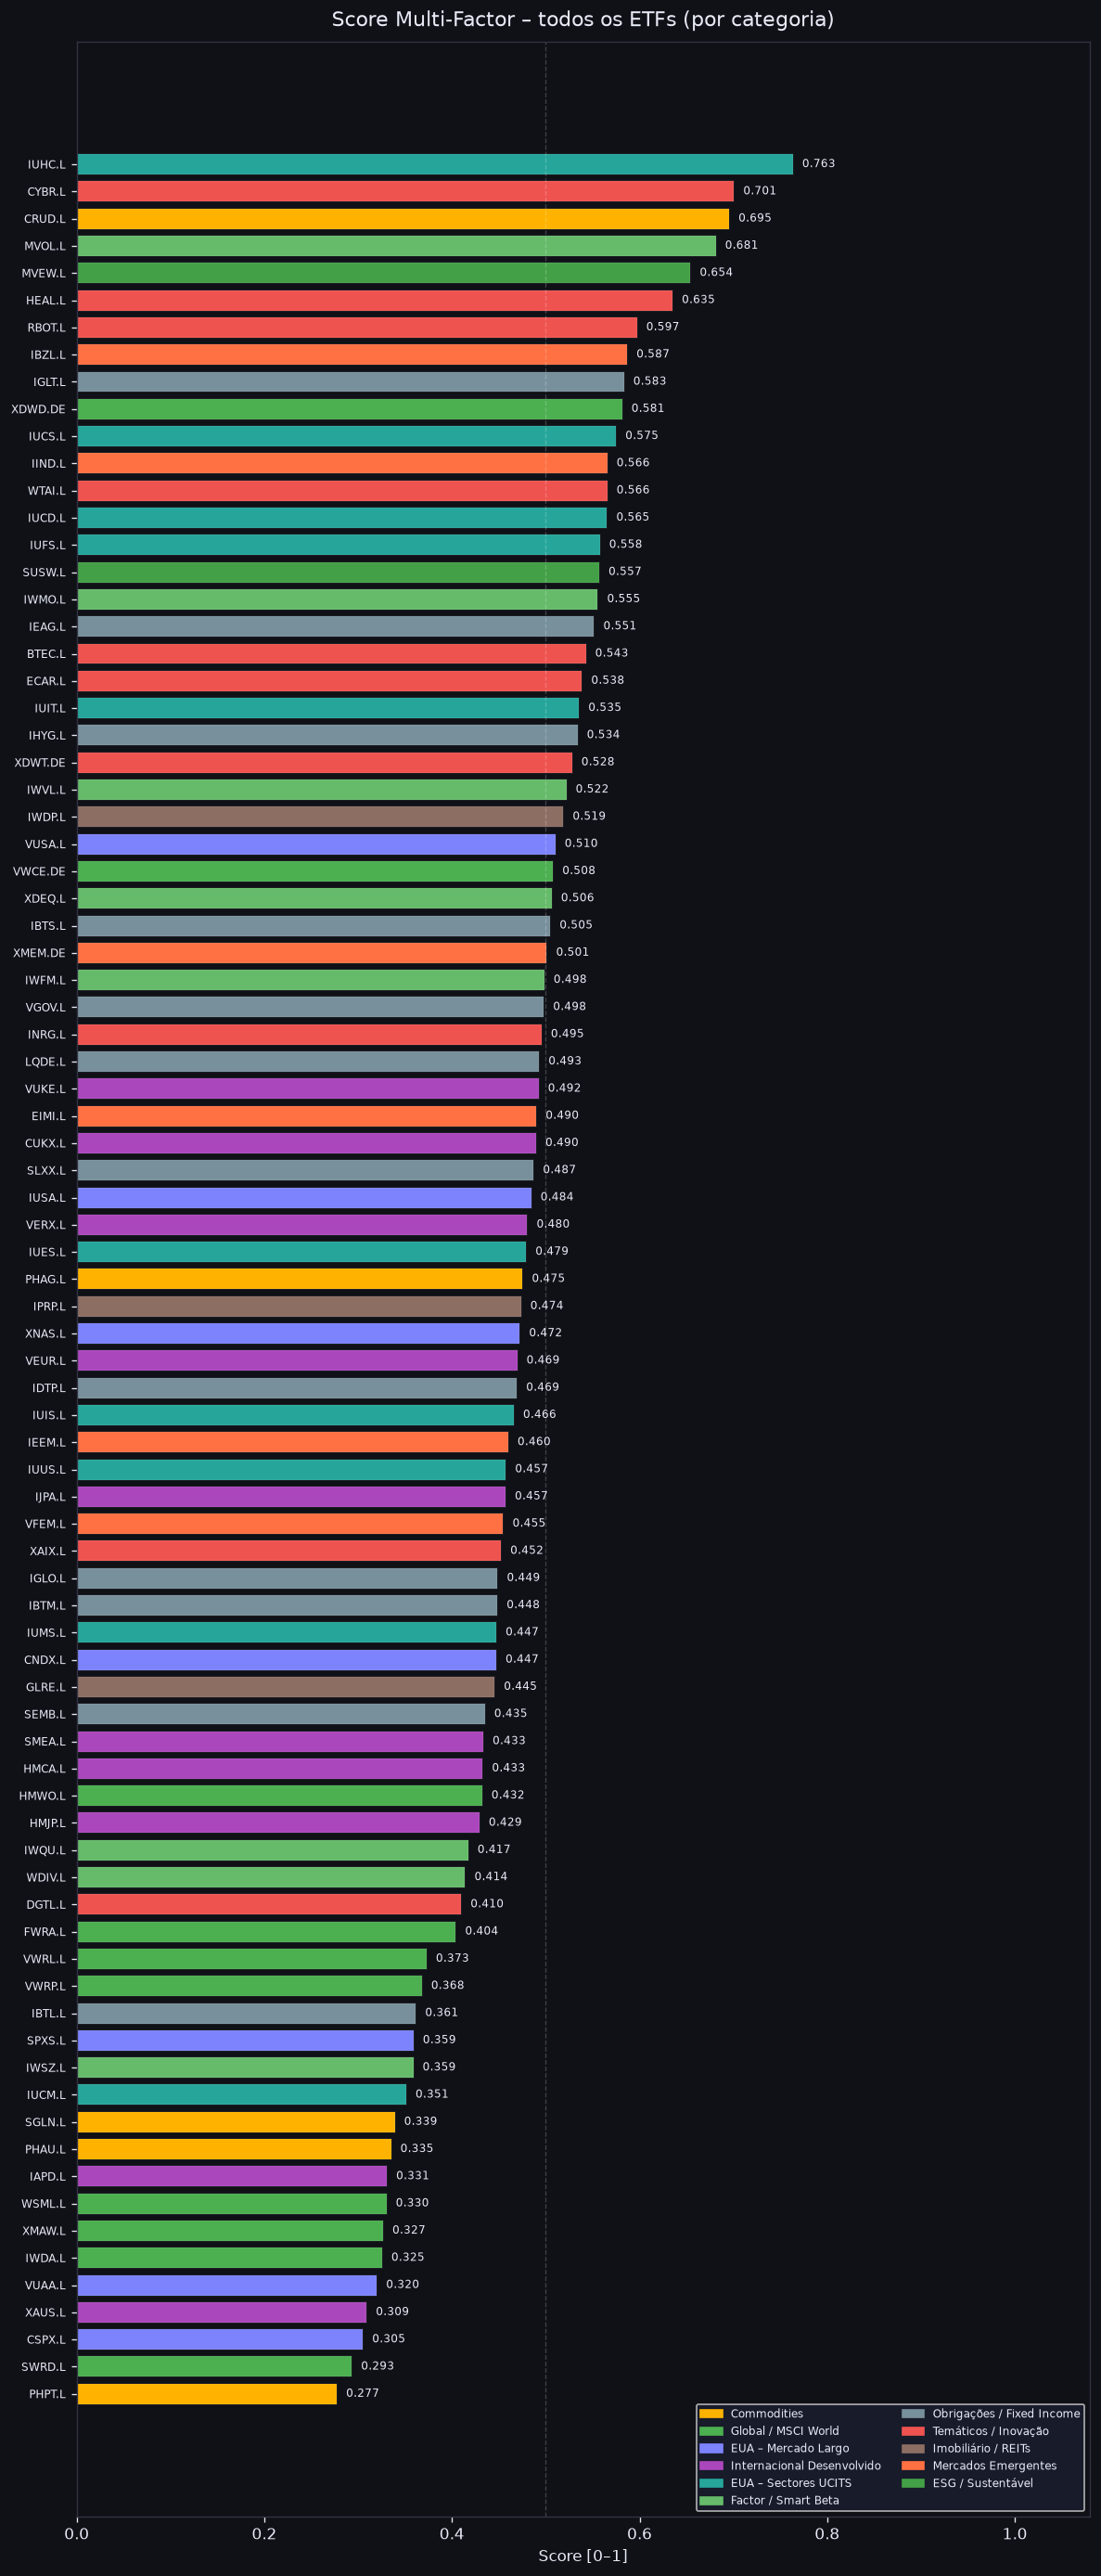 Score Multi-Factor – todos os ETFs (por categoria)
IUHC.L 0.763
CYBR.L 0.701
CRUD.L 0.695
MVOL.L 0.681
MVEW.L 0.654
HEAL.L 0.635
RBOT.L 0.597
IBZL.L 0.587
IGLT.L 0.583
XDWD.DE 0.581
IUCS.L 0.575
IIND.L 0.566
WTAI.L 0.566
IUCD.L 0.565
IUFS.L 0.558
SUSW.L 0.557
IWMO.L 0.555
IEAG.L 0.551
BTEC.L 0.543
ECAR.L 0.538
IUIT.L 0.535
IHYG.L 0.534
XDWT.DE 0.528
IWVL.L 0.522
IWDP.L 0.519
VUSA.L 0.510
VWCE.DE 0.508
XDEQ.L 0.506
IBTS.L 0.505
XMEM.DE 0.501
IWFM.L 0.498
VGOV.L 0.498
INRG.L 0.495
LQDE.L 0.493
VUKE.L 0.492
EIMI.L 0.490
CUKX.L 0.490
SLXX.L 0.487
IUSA.L 0.484
VERX.L 0.480
IUES.L 0.479
PHAG.L 0.475
IPRP.L 0.474
XNAS.L 0.472
VEUR.L 0.469
IDTP.L 0.469
IUIS.L 0.466
IEEM.L 0.460
IUUS.L 0.457
IJPA.L 0.457
VFEM.L 0.455
XAIX.L 0.452
IGLO.L 0.449
IBTM.L 0.448
IUMS.L 0.447
CNDX.L 0.447
GLRE.L 0.445
SEMB.L 0.435
SMEA.L 0.433
HMCA.L 0.433
HMWO.L 0.432
HMJP.L 0.429
IWQU.L 0.417
WDIV.L 0.414
DGTL.L 0.410
FWRA.L 0.404
VWRL.L 0.373
VWRP.L 0.368
IBTL.L 0.361
SPXS.L 0.359
IWSZ.L 0.359
IUCM.L 0.351
SGLN.L 0.339
PHAU.L 0.335
IAPD.L 0.331
WSML.L 0.330
XMAW.L 0.327
IWDA.L 0.325
VUAA.L 0.320
XAUS.L 0.309
CSPX.L 0.305
SWRD.L 0.293
PHPT.L 0.277
Commodities
Global / MSCI World
EUA – Mercado Largo
Internacional Desenvolvido
EUA – Sectores UCITS
Factor / Smart Beta
Obrigações / Fixed Income
Temáticos / Inovação
Imobiliário / REITs
Mercados Emergentes
ESG / Sustentável
0.0 0.2 0.4 0.6 0.8 1.0
Score [0–1]